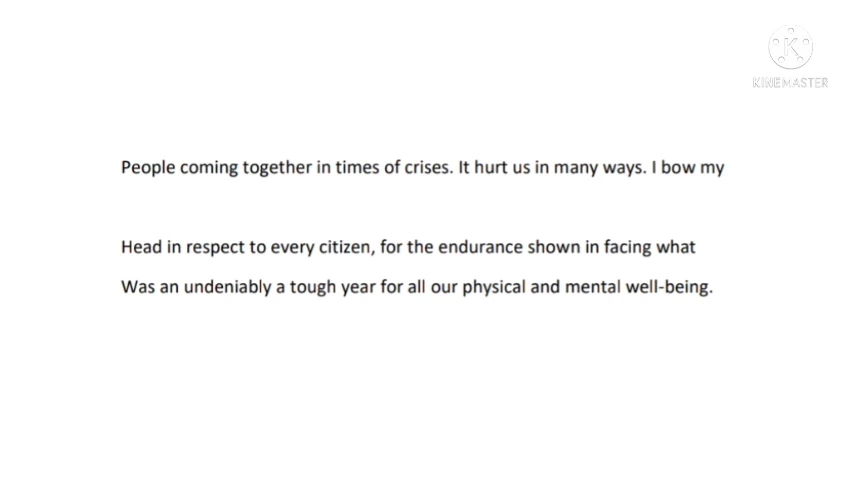 KINEMASTER
People coming together in times of crises. It hurt us in many ways. I bow my
Head in respect to every citizen, for the endurance shown in facing what
Was an undeniably a tough year for all our physical and mental well-being.